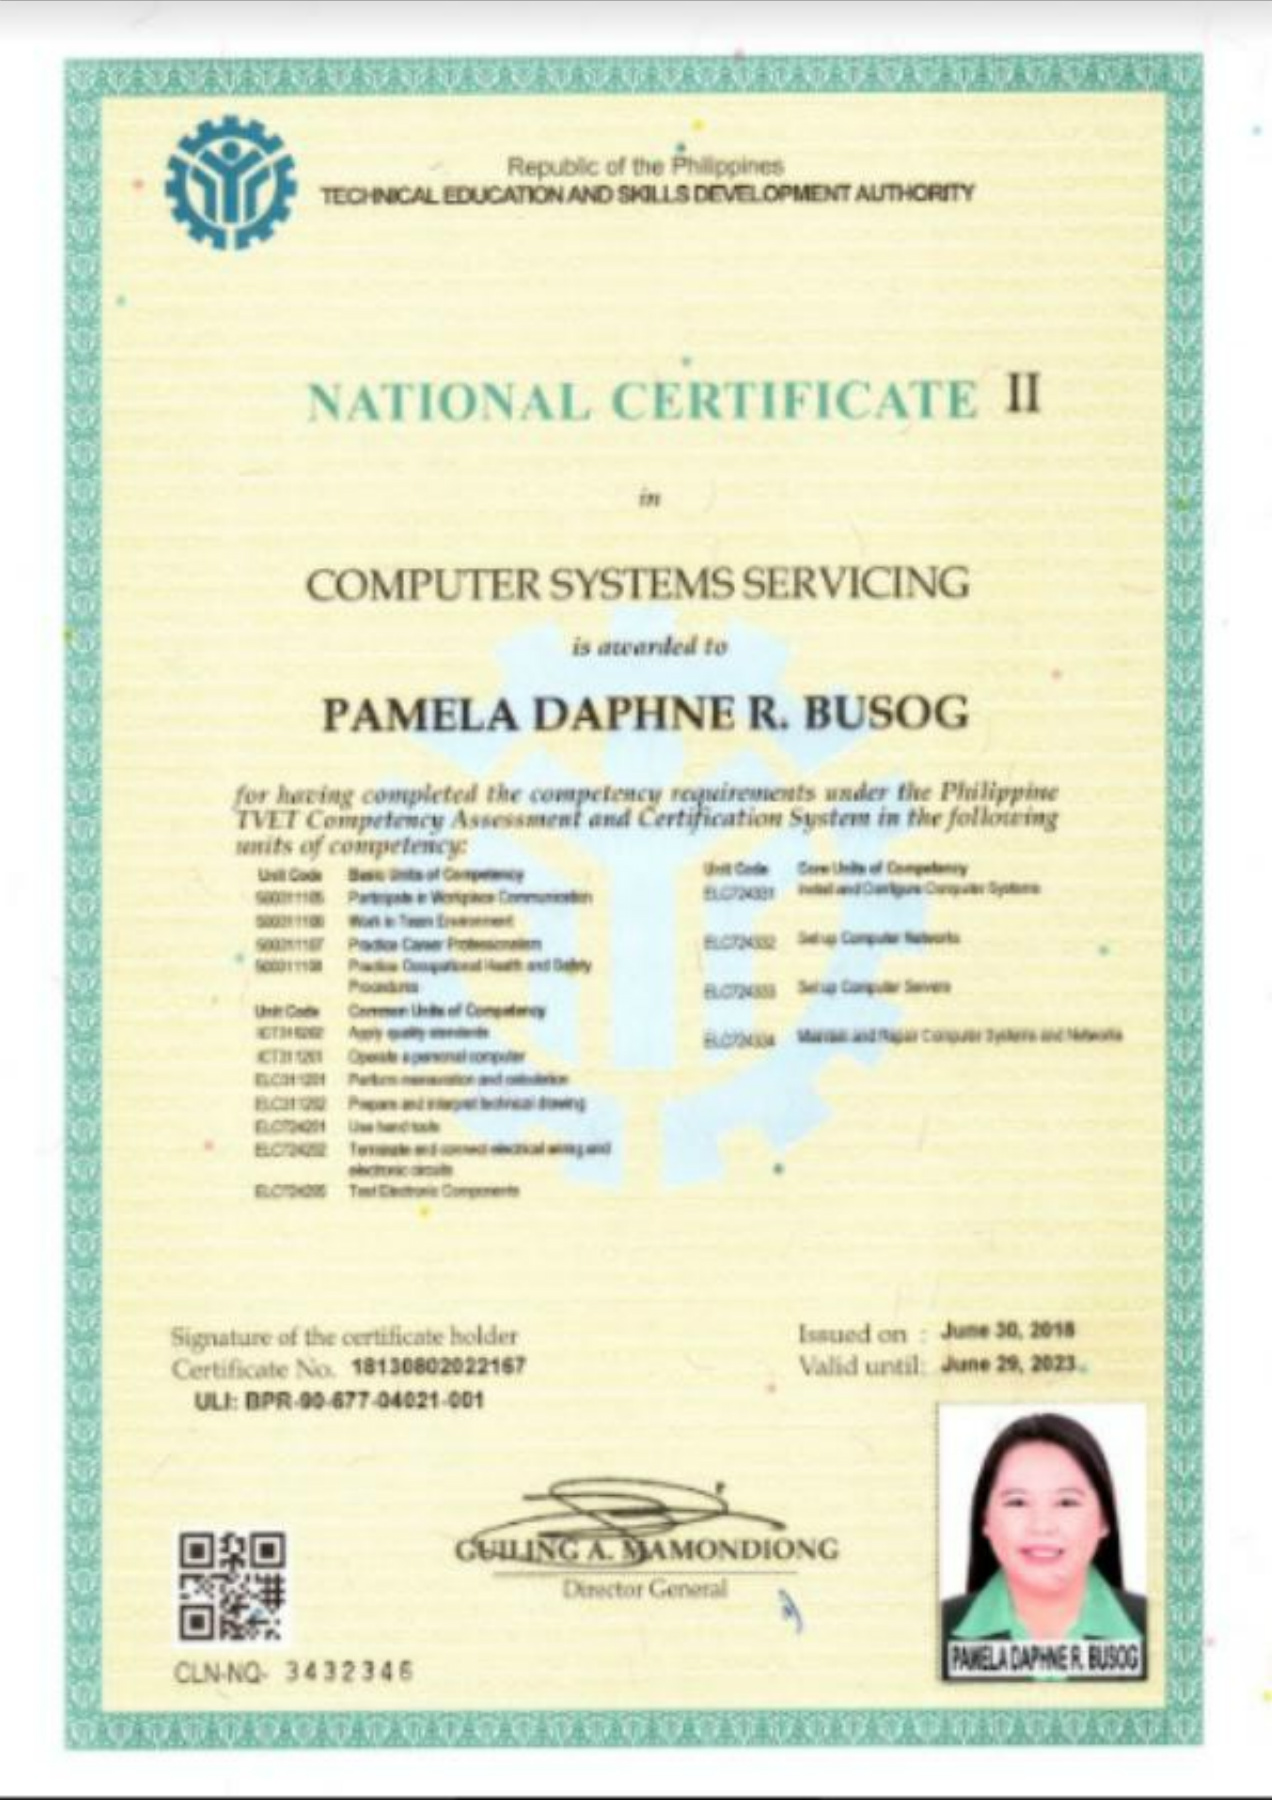 Republic of the Philippines
TECHNICAL EDUCATION AND SKILLS DEVELOPMENT AUTHORITY
NATIONAL CERTIFICATE II
in
COMPUTER SYSTEMS SERVICING
is awarded to
PAMELA DAPHNE R. BUSOG
for having completed the competency requirements under the Philippine
TVET Competency Assessment and Certification System in the following
units of competency:
Unit Code Basic Units of Competency
500311105 Participate in Workplace Communication
500311106 Work in Team Environment
500311107 Practice Career Professionalism
500311108 Practice Occupational Health and Safety
Procedures
Unit Code Common Units of Competency
Apply quality standards
ICT311201 Operate a personal computer
ELC311201 Perform mensuration and calculation
ELC311202 Prepare and interpret technical drawing
ELC724201 Use hand tools
ELC724202 Terminate and connect electrical wiring and
electronic circuits
ELC724205 Test Electronic Components
Unit Code Core Units of Competency
ELC724331 Install and Configure Computer Systems
ELC724332 Set-up Computer Networks
ELC724333 Set-up Computer Servers
ELC724334 Maintain and Repair Computer Systems and Networks
Signature of the certificate holder
Certificate No. 18130802022167
ULI: BPR-90-677-04021-001
Issued on : June 30, 2018
Valid until: June 29, 2023
GUILING A. MAMONDIONG
Director General
CLN-NQ- 3432346
PAMELA DAPHNE R. BUSOG